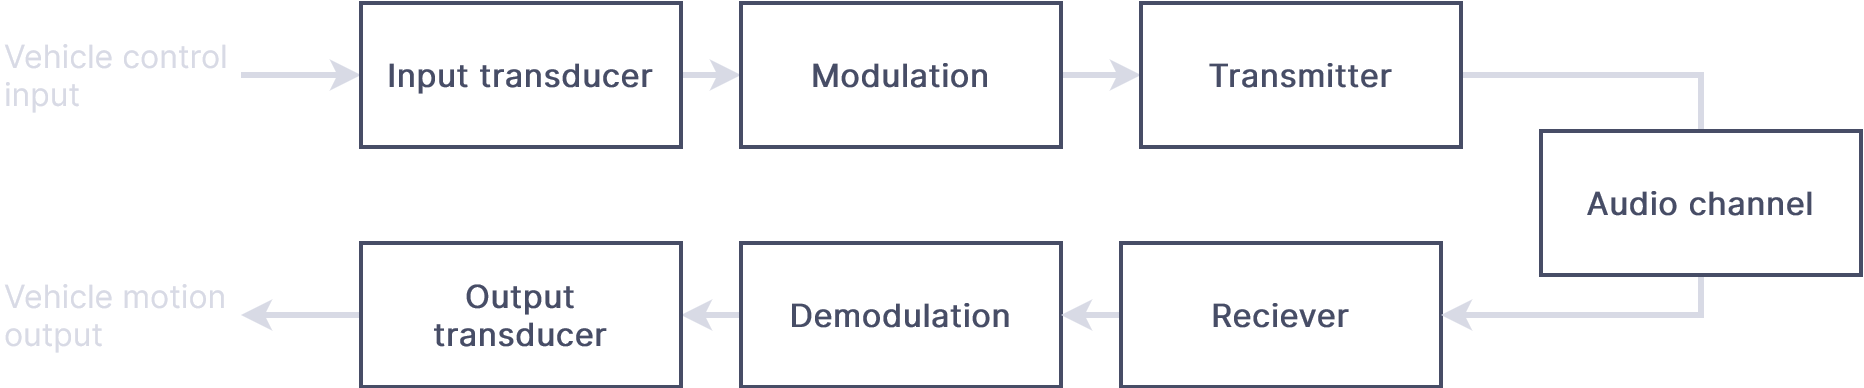 Vehicle control
input
Input transducer
Modulation
Transmitter
Audio channel
Reciever
Demodulation
Output
transducer
Vehicle motion
output